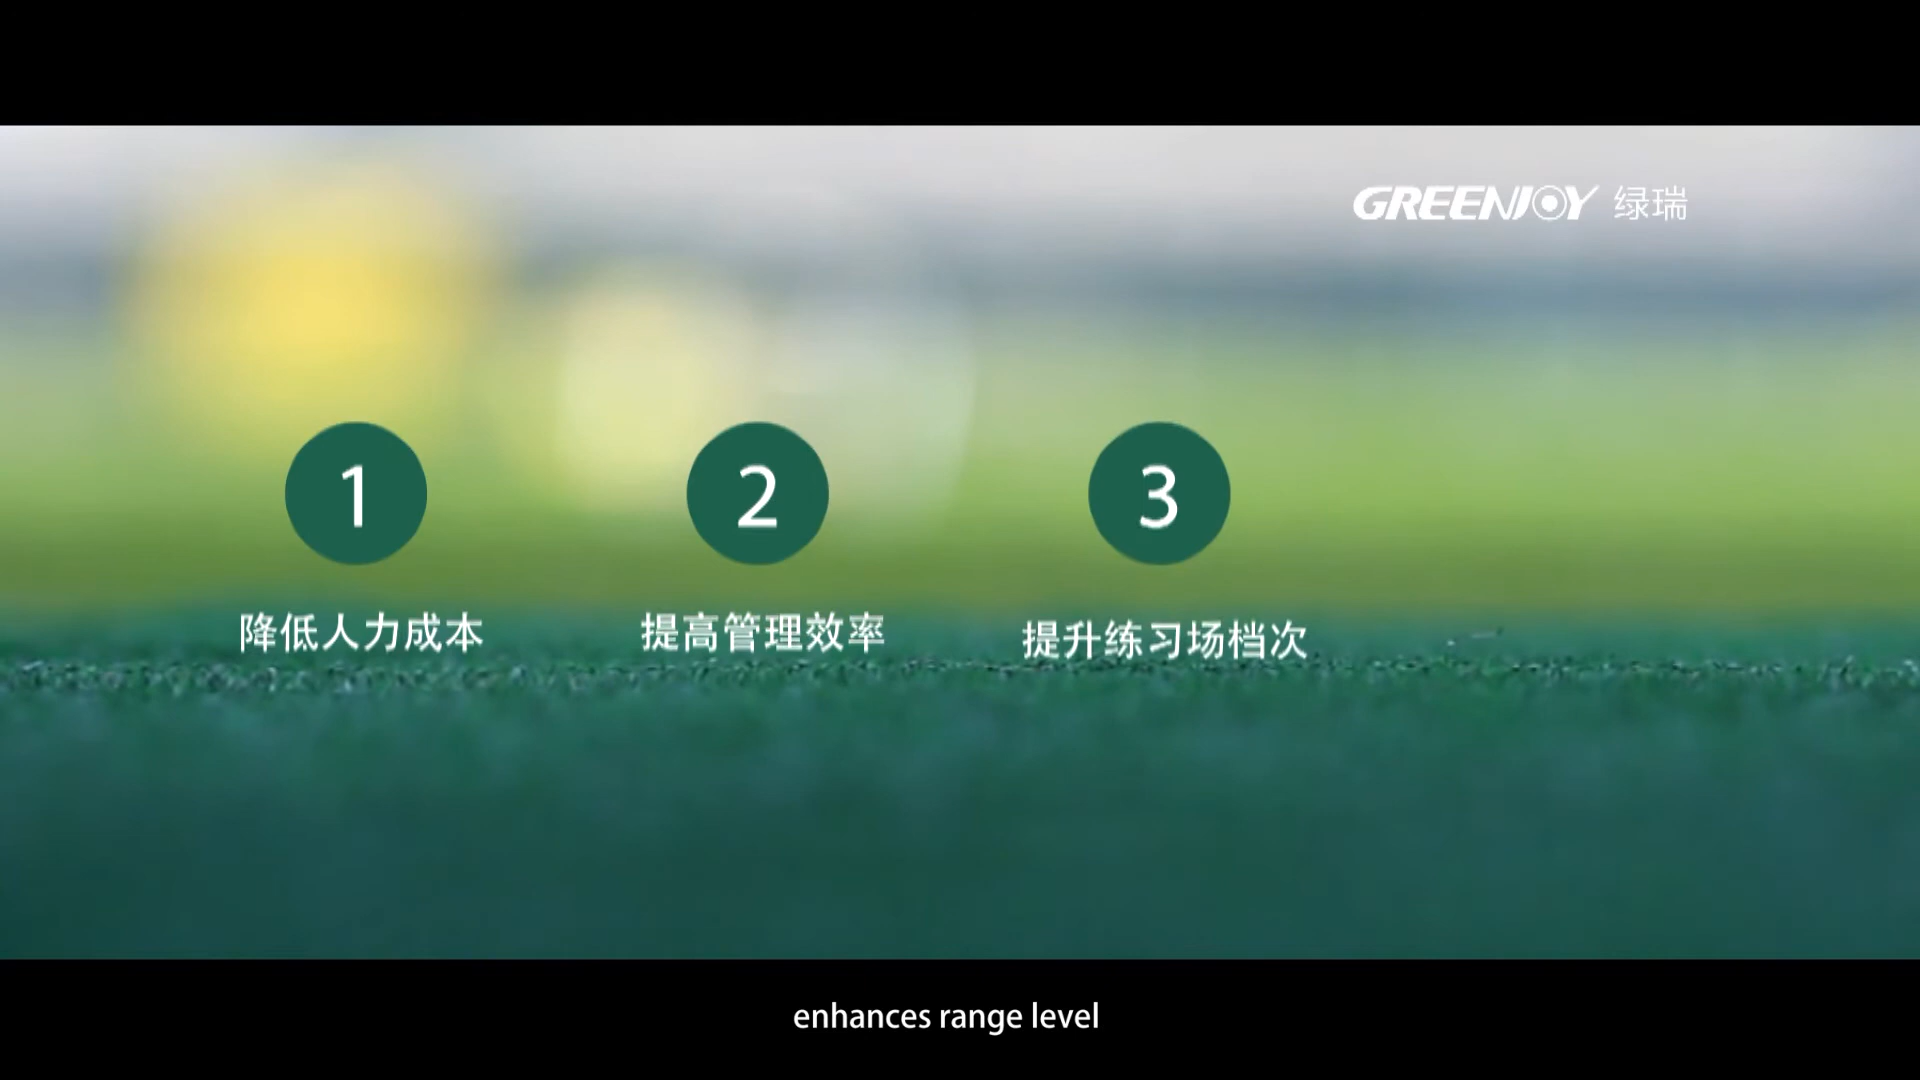 GREENJOY 绿瑞
1
2
3
降低人力成本
提高管理效率
提升练习场档次
enhances range level